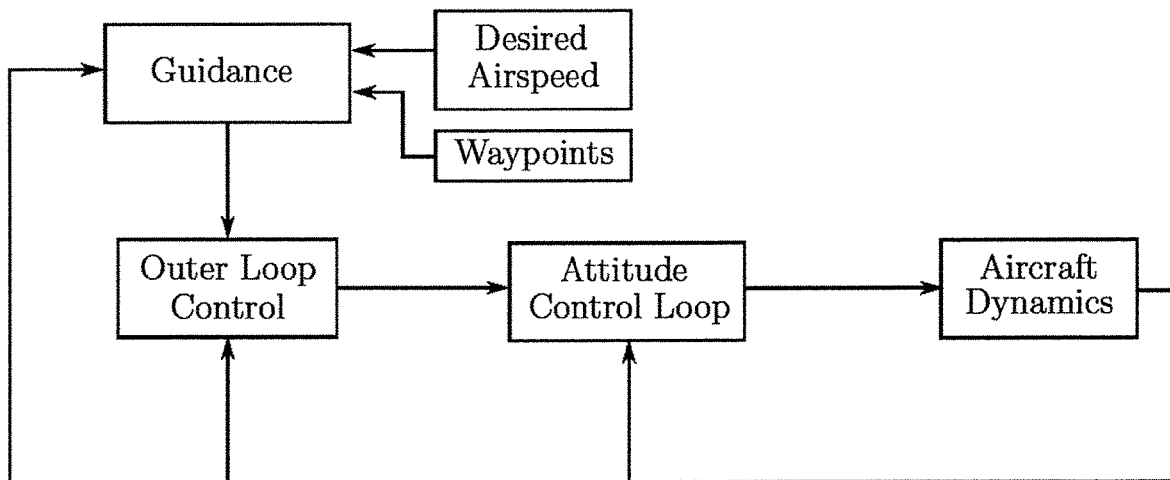 Desired
Airspeed
Guidance
Waypoints
Outer Loop
Control
Attitude
Control Loop
Aircraft
Dynamics